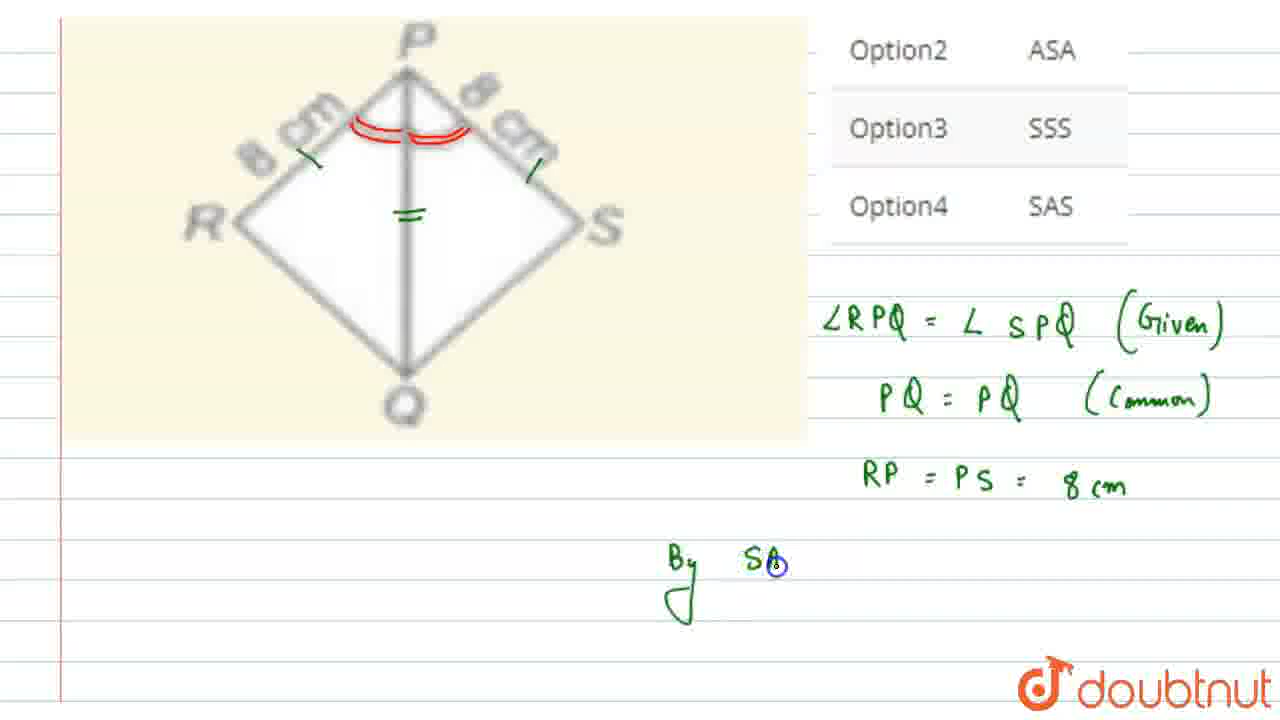 P
8 cm
8 cm
R
S
Q
Option2 ASA
Option3 SSS
Option4 SAS
∠RPQ = ∠ SPQ (Given)
PQ = PQ (Common)
RP = PS = 8 cm
By SA
doubtnut